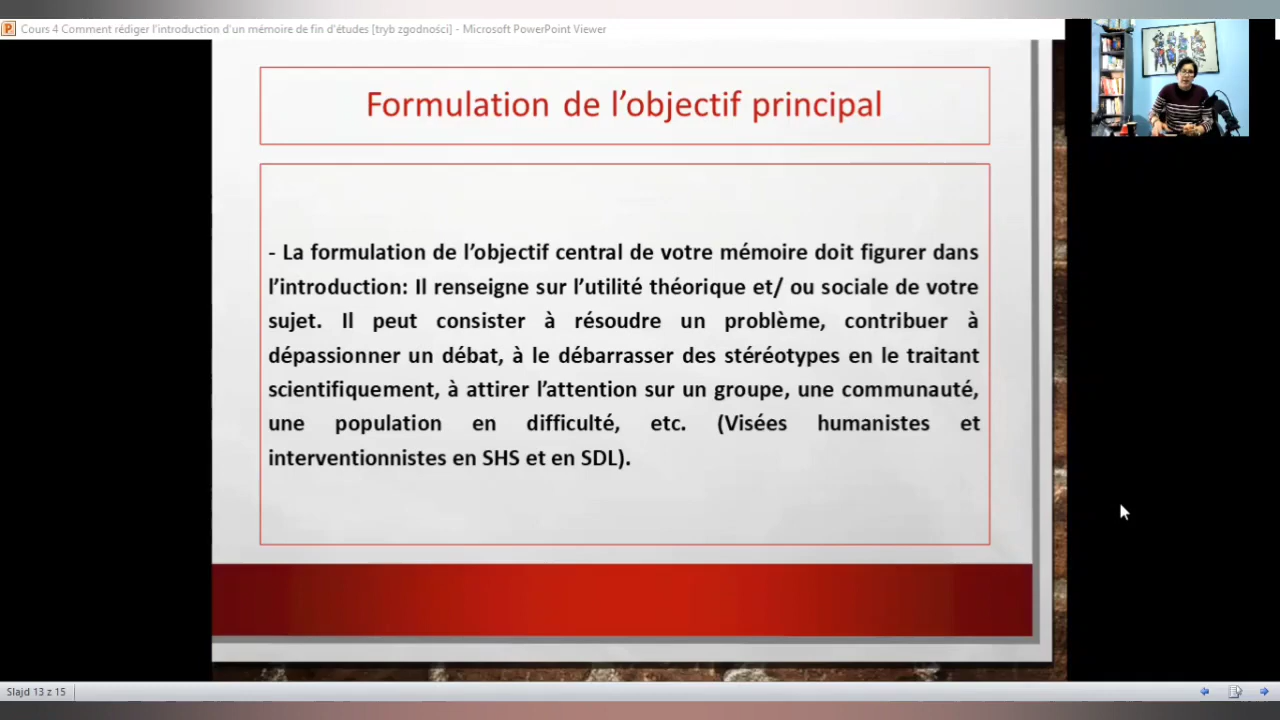 Cours 4 Comment rédiger l'introduction d'un mémoire de fin d'études [tryb zgodności] - Microsoft PowerPoint Viewer
Formulation de l'objectif principal
- La formulation de l'objectif central de votre mémoire doit figurer dans
l'introduction: Il renseigne sur l'utilité théorique et/ ou sociale de votre
sujet. Il peut consister à résoudre un problème, contribuer à
dépassionner un débat, à le débarrasser des stéréotypes en le traitant
scientifiquement, à attirer l'attention sur un groupe, une communauté,
une population en difficulté, etc. (Visées humanistes et
interventionnistes en SHS et en SDL).
Slajd 13 z 15